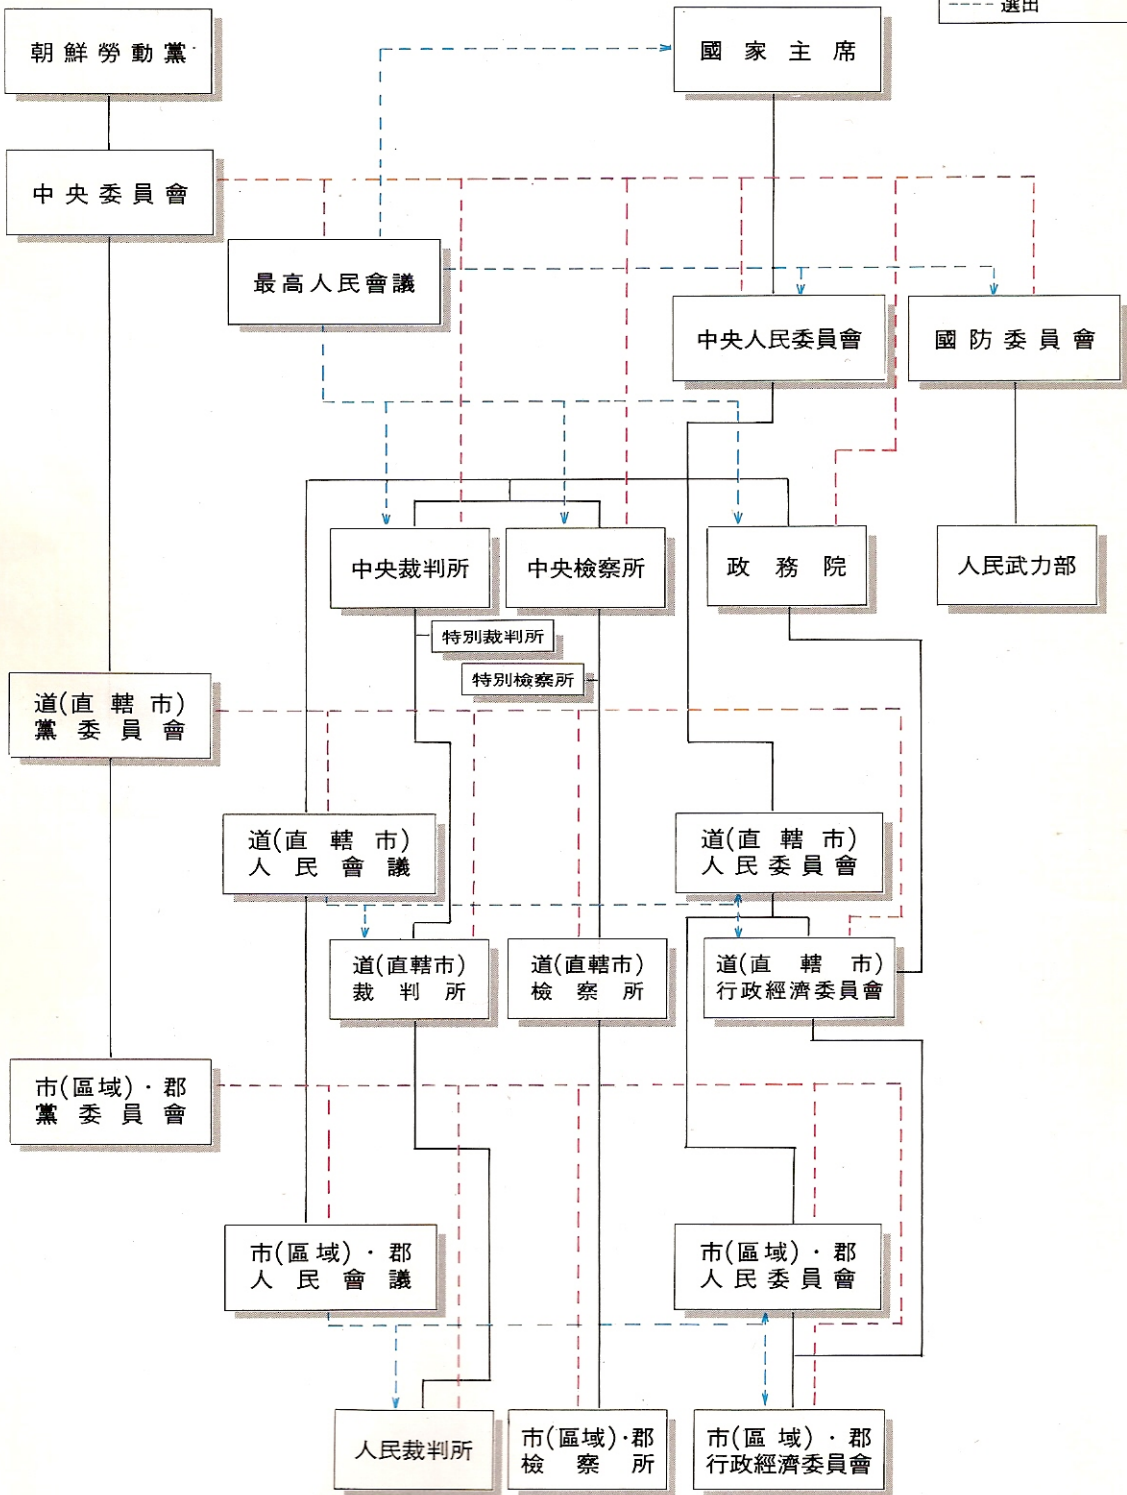 ---- 選出
朝鮮勞動黨
國家主席
中央委員會
最高人民會議
中央人民委員會
國防委員會
中央裁判所
中央檢察所
政務院
人民武力部
特別裁判所
特別檢察所
道(直轄市)
黨委員會
道(直轄市)
人民會議
道(直轄市)
人民委員會
道(直轄市)
裁判所
道(直轄市)
檢察所
道(直轄市)
行政經濟委員會
市(區域)·郡
黨委員會
市(區域)·郡
人民會議
市(區域)·郡
人民委員會
人民裁判所
市(區域)·郡
檢察所
市(區域)·郡
行政經濟委員會